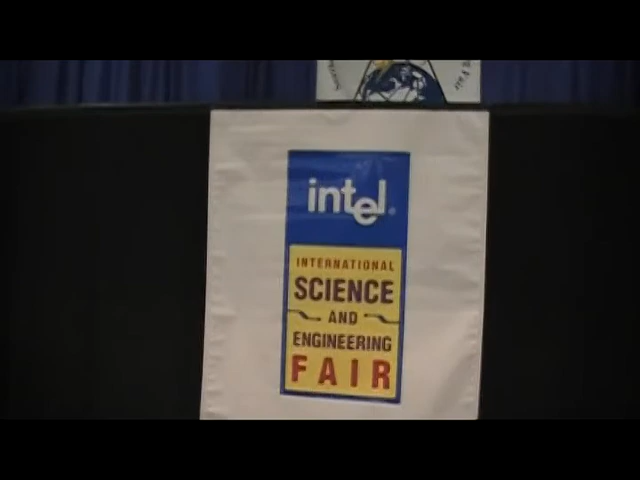 intel®
INTERNATIONAL
SCIENCE
AND
ENGINEERING
FAIR